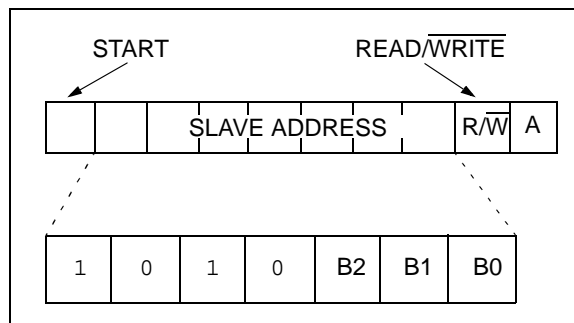 START READ/WRITE
SLAVE ADDRESS R/W A
1 0 1 0 B2 B1 B0